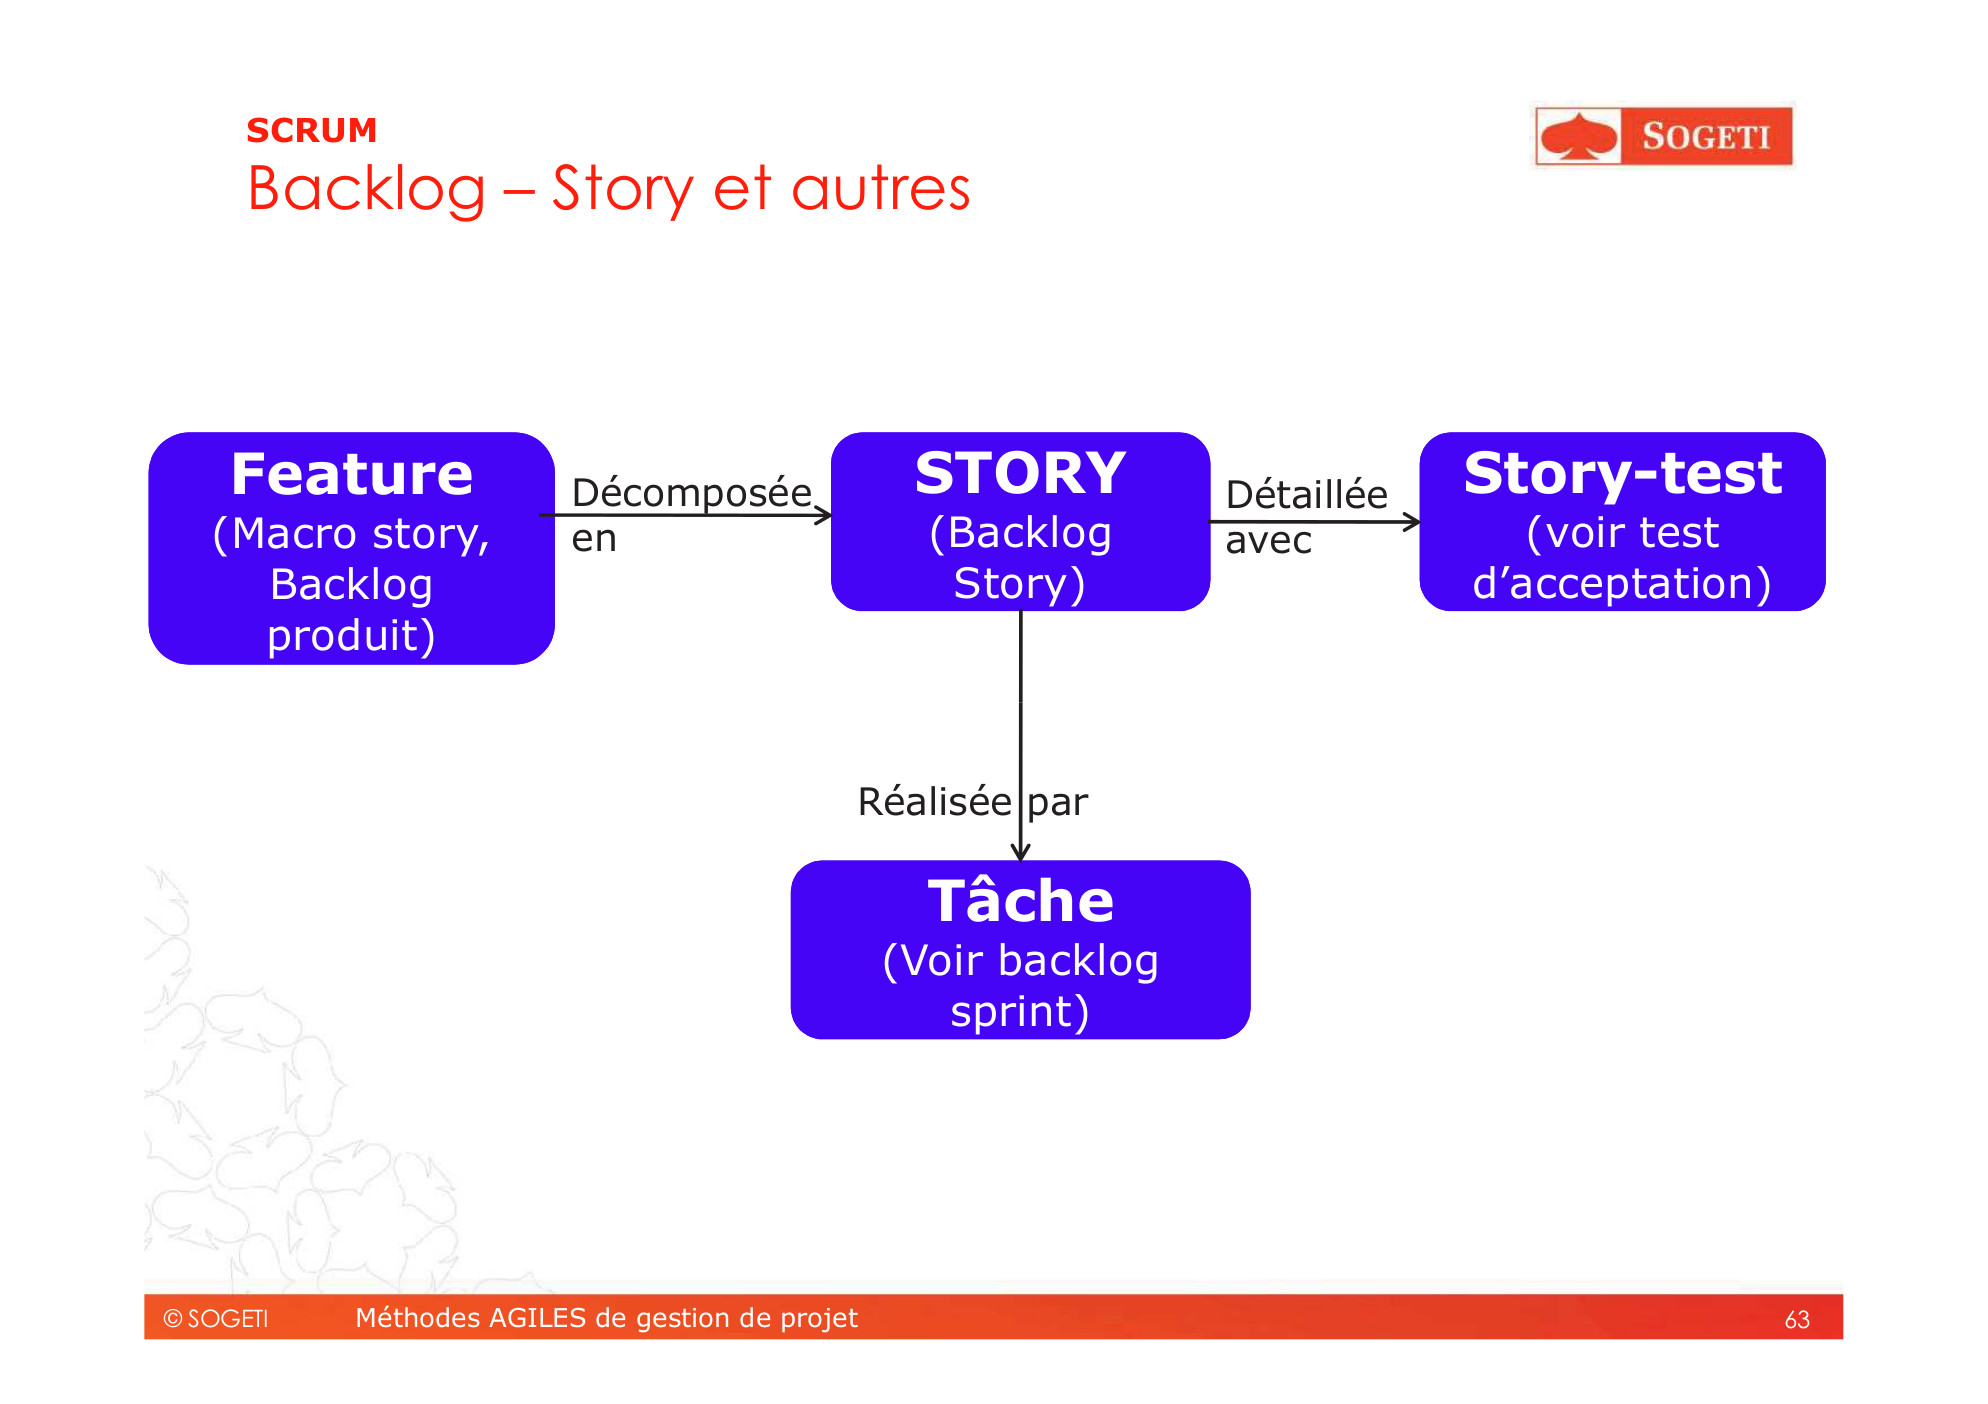 SCRUM
Backlog – Story et autres
SOGETI
Feature
(Macro story,
Backlog
produit)
Décomposée
en
STORY
(Backlog
Story)
Détaillée
avec
Story-test
(voir test
d’acceptation)
Réalisée par
Tâche
(Voir backlog
sprint)
© SOGETI
Méthodes AGILES de gestion de projet
63